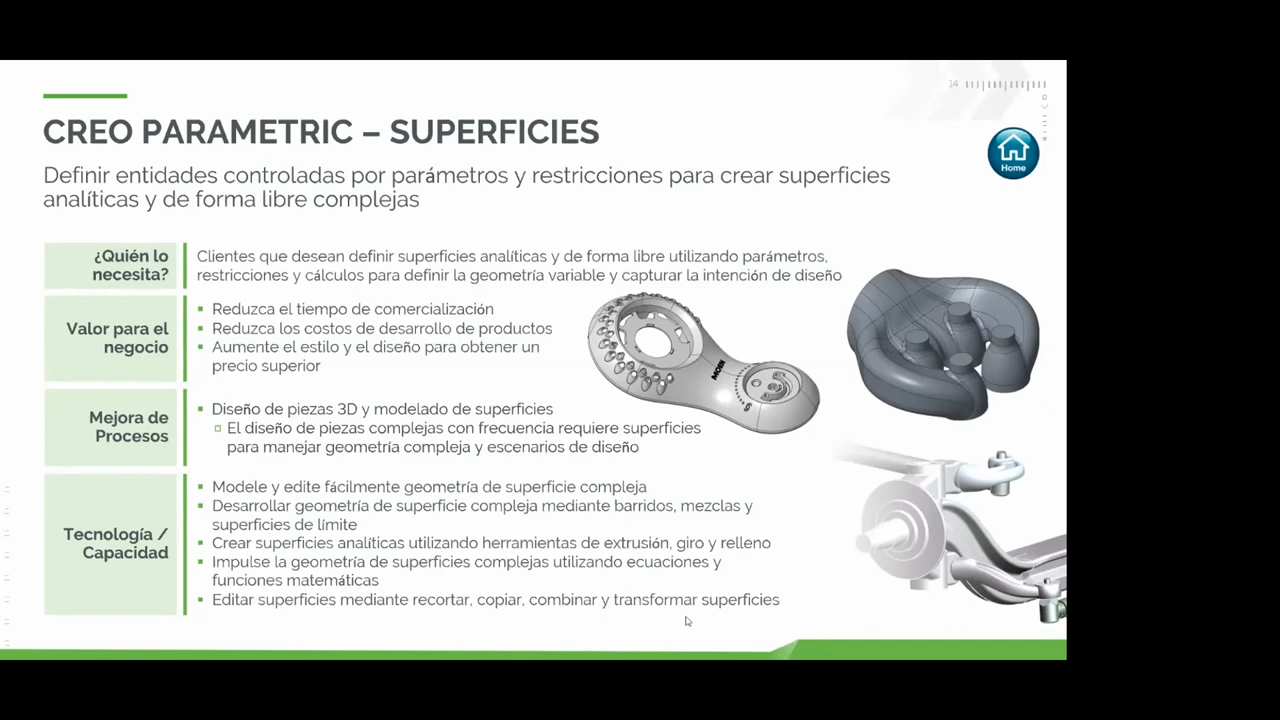 14
CREO PARAMETRIC – SUPERFICIES
Home
Definir entidades controladas por parámetros y restricciones para crear superficies
analíticas y de forma libre complejas
¿Quién lo
necesita?
Clientes que desean definir superficies analíticas y de forma libre utilizando parámetros,
restricciones y cálculos para definir la geometría variable y capturar la intención de diseño
Valor para el
negocio
▪ Reduzca el tiempo de comercialización
▪ Reduzca los costos de desarrollo de productos
▪ Aumente el estilo y el diseño para obtener un
precio superior
MOBI
Mejora de
Procesos
▪ Diseño de piezas 3D y modelado de superficies
▫ El diseño de piezas complejas con frecuencia requiere superficies
para manejar geometría compleja y escenarios de diseño
Tecnología /
Capacidad
▪ Modele y edite fácilmente geometría de superficie compleja
▪ Desarrollar geometría de superficie compleja mediante barridos, mezclas y
superficies de límite
▪ Crear superficies analíticas utilizando herramientas de extrusión, giro y relleno
▪ Impulse la geometría de superficies complejas utilizando ecuaciones y
funciones matemáticas
▪ Editar superficies mediante recortar, copiar, combinar y transformar superficies